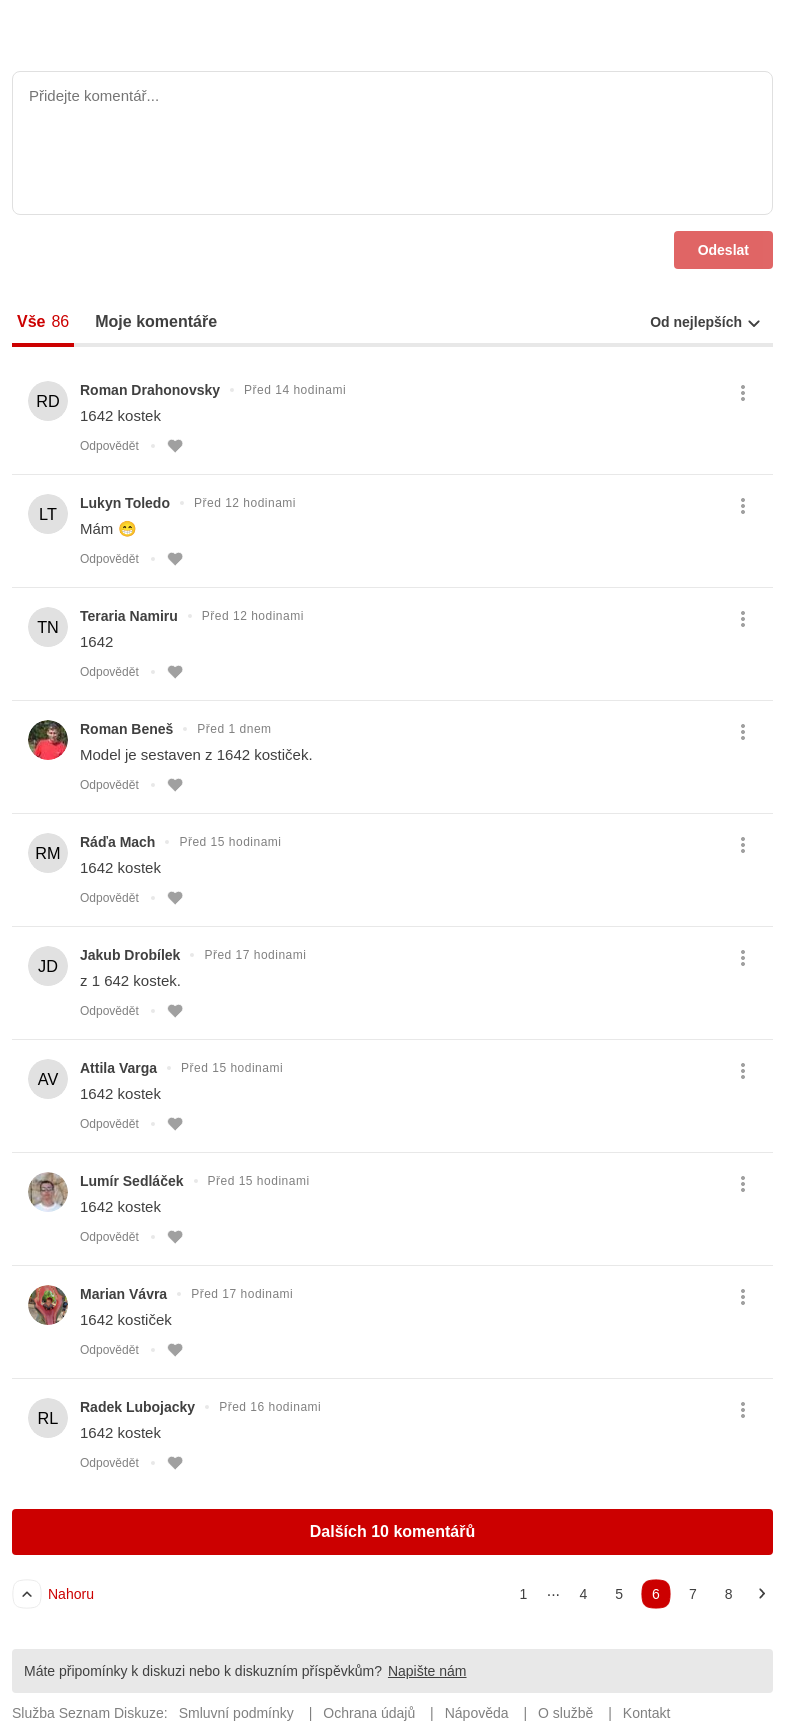 Přidejte komentář...
Odeslat
Vše 86 Moje komentáře Od nejlepších
RD Roman Drahonovsky Před 14 hodinami
1642 kostek
Odpovědět
LT Lukyn Toledo Před 12 hodinami
Mám 😁
Odpovědět
TN Teraria Namiru Před 12 hodinami
1642
Odpovědět
Roman Beneš Před 1 dnem
Model je sestaven z 1642 kostiček.
Odpovědět
RM Ráďa Mach Před 15 hodinami
1642 kostek
Odpovědět
JD Jakub Drobílek Před 17 hodinami
z 1 642 kostek.
Odpovědět
AV Attila Varga Před 15 hodinami
1642 kostek
Odpovědět
Lumír Sedláček Před 15 hodinami
1642 kostek
Odpovědět
Marian Vávra Před 17 hodinami
1642 kostiček
Odpovědět
RL Radek Lubojacky Před 16 hodinami
1642 kostek
Odpovědět
Dalších 10 komentářů
Nahoru 1 ··· 4 5 6 7 8
Máte připomínky k diskuzi nebo k diskuzním příspěvkům? Napište nám
Služba Seznam Diskuze: Smluvní podmínky | Ochrana údajů | Nápověda | O službě | Kontakt